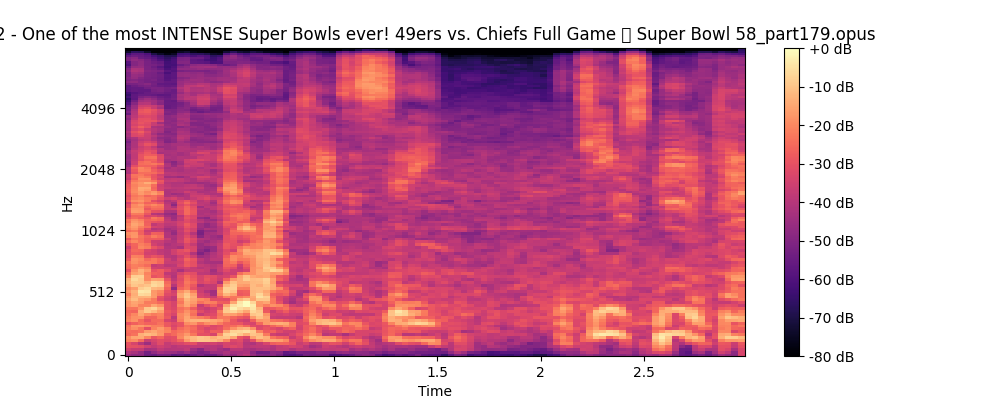 2 - One of the most INTENSE Super Bowls ever! 49ers vs. Chiefs Full Game  Super Bowl 58_part179.opus
4096
2048
1024
512
0
Hz
0
0.5
1
1.5
2
2.5
Time
+0 dB
-10 dB
-20 dB
-30 dB
-40 dB
-50 dB
-60 dB
-70 dB
-80 dB